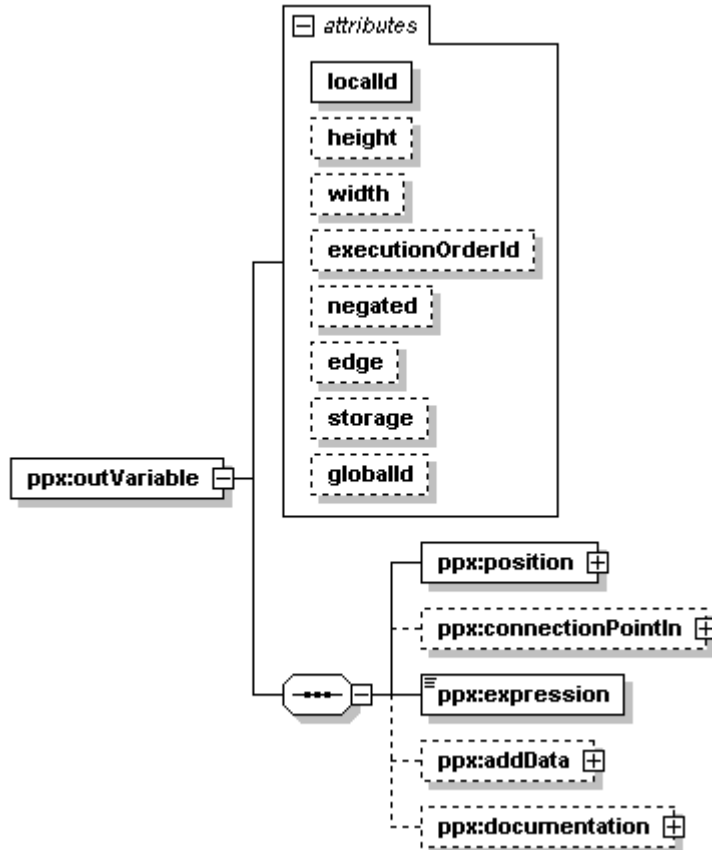 attributes
localId
height
width
executionOrderId
negated
edge
storage
globalId
ppx:outVariable
ppx:position
ppx:connectionPointIn
ppx:expression
ppx:addData
ppx:documentation